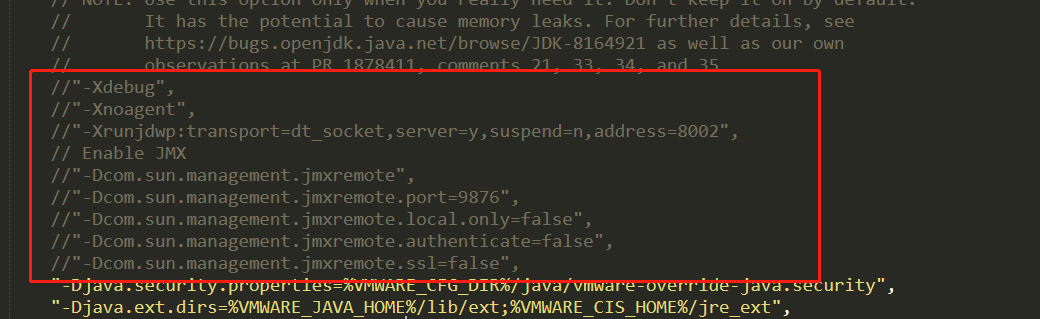 // NOTE: Use this option only when you really need it. Don't keep it on by default.
//       It has the potential to cause memory leaks. For further details, see
//       https://bugs.openjdk.java.net/browse/JDK-8164921 as well as our own
//       observations at PR 1878411, comments 21, 33, 34, and 35
//"-Xdebug",
//"-Xnoagent",
//"-Xrunjdwp:transport=dt_socket,server=y,suspend=n,address=8002",
// Enable JMX
//"-Dcom.sun.management.jmxremote",
//"-Dcom.sun.management.jmxremote.port=9876",
//"-Dcom.sun.management.jmxremote.local.only=false",
//"-Dcom.sun.management.jmxremote.authenticate=false",
//"-Dcom.sun.management.jmxremote.ssl=false",
"-Djava.security.properties=%VMWARE_CFG_DIR%/java/vmware-override-java.security",
"-Djava.ext.dirs=%VMWARE_JAVA_HOME%/lib/ext;%VMWARE_CIS_HOME%/jre_ext",